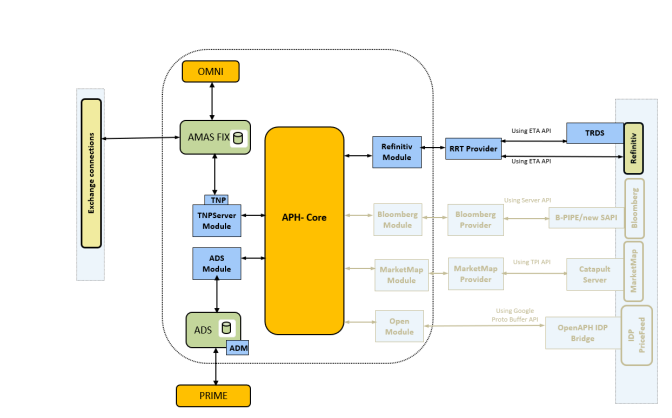 OMNI
AMAS FIX
Exchange connections
TNP
TNPServer
Module
ADS
Module
ADS
ADM
PRIME
APH- Core
Refinitiv
Module
RRT Provider
Using ETA API
Using ETA API
TRDS
Refinitiv
Bloomberg
Module
Bloomberg
Provider
Using Server API
B-PIPE/new SAPI
Bloomberg
MarketMap
Module
MarketMap
Provider
Using TPI API
Catapult
Server
MarketMap
Open
Module
Using Google
Proto Buffer API
OpenAPH IDP
Bridge
IDP
PriceFeed